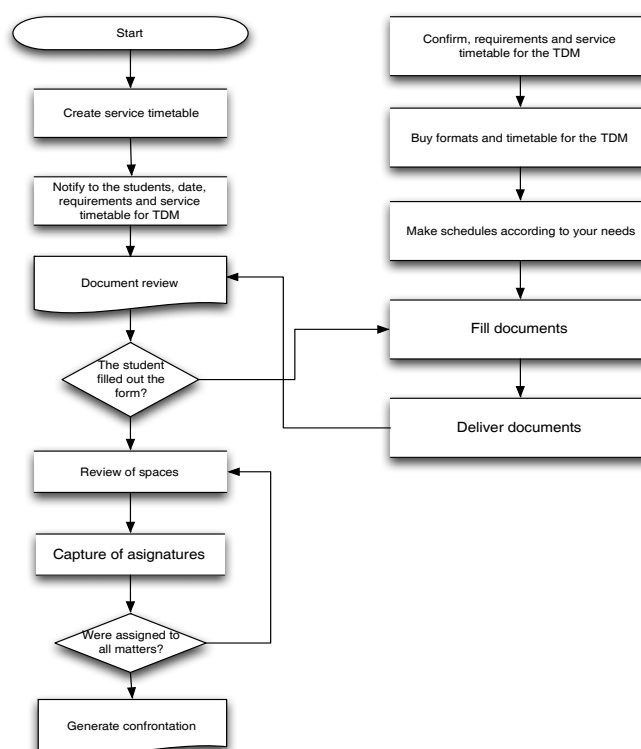 Start
Create service timetable
Notify to the students, date,
requirements and service
timetable for TDM
Document review
The student
filled out the
form?
Review of spaces
Capture of asignatures
Were assigned to
all matters?
Generate confrontation
Confirm, requirements and service
timetable for the TDM
Buy formats and timetable for the TDM
Make schedules according to your needs
Fill documents
Deliver documents